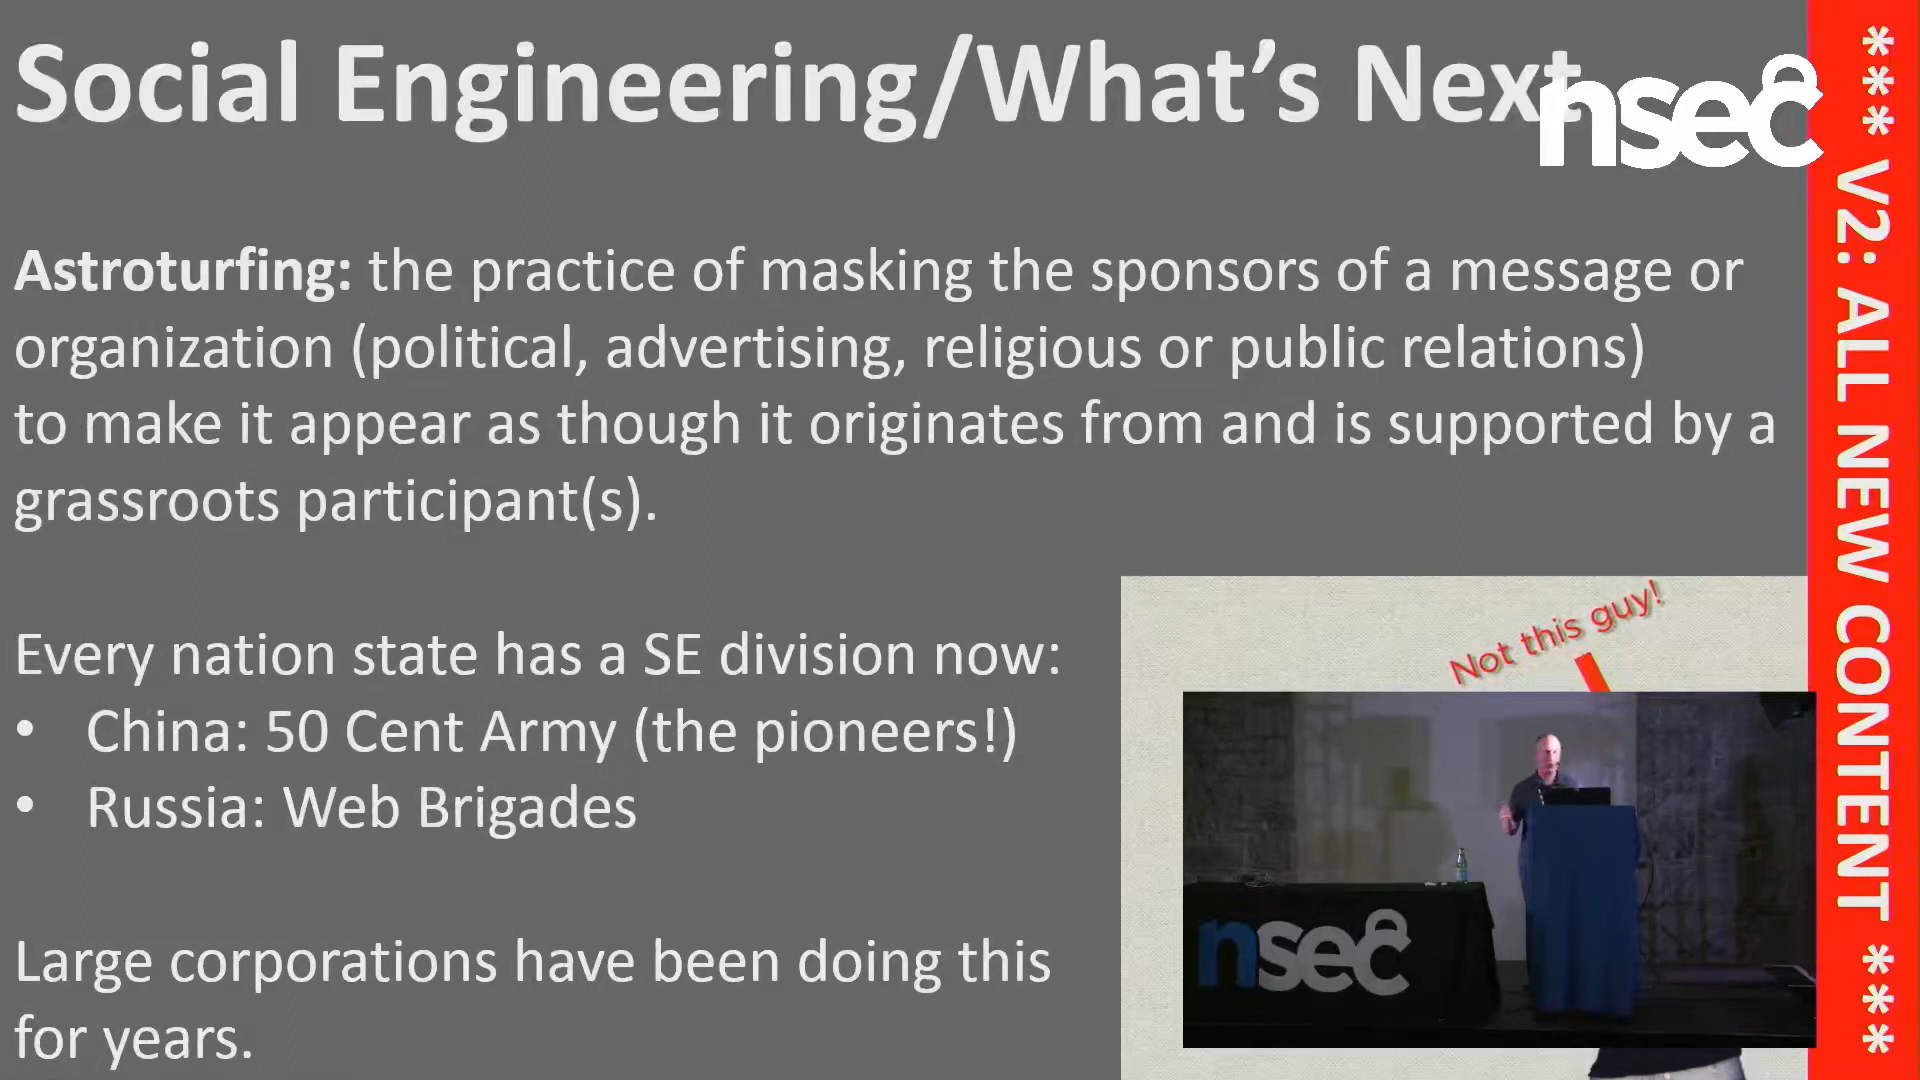 Social Engineering/What's Next
nsec
Astroturfing: the practice of masking the sponsors of a message or
organization (political, advertising, religious or public relations)
to make it appear as though it originates from and is supported by a
grassroots participant(s).
Every nation state has a SE division now:
• China: 50 Cent Army (the pioneers!)
• Russia: Web Brigades
Large corporations have been doing this
for years.
Not this guy!
nsec
*** V2: ALL NEW CONTENT ***